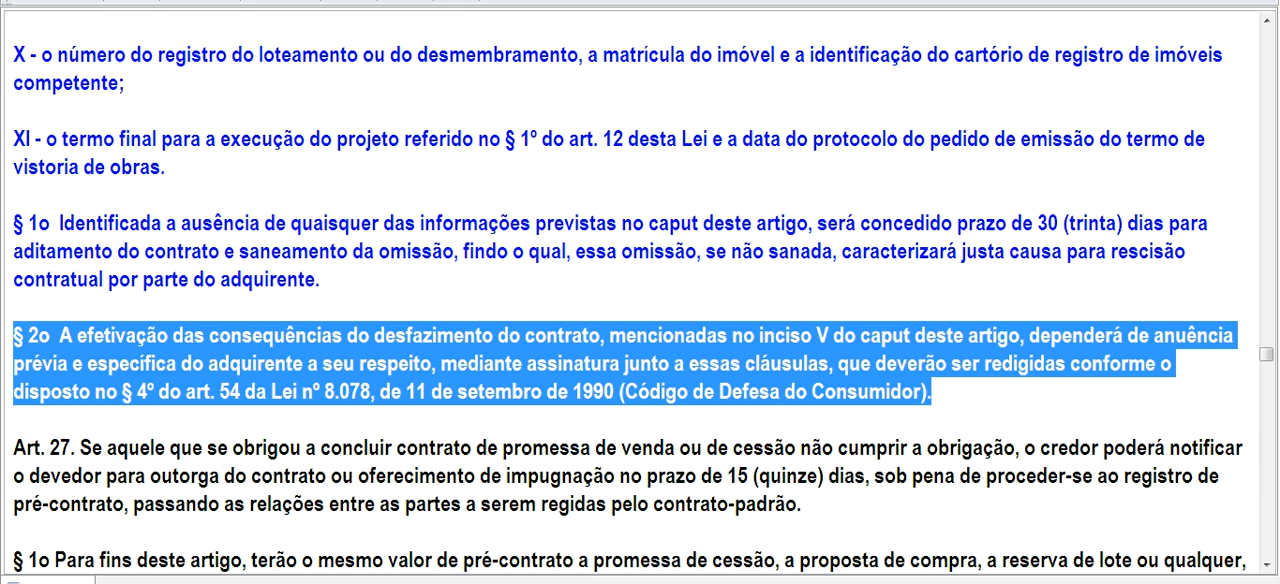 X - o número do registro do loteamento ou do desmembramento, a matrícula do imóvel e a identificação do cartório de registro de imóveis
competente;
XI - o termo final para a execução do projeto referido no § 1º do art. 12 desta Lei e a data do protocolo do pedido de emissão do termo de
vistoria de obras.
§ 1o  Identificada a ausência de quaisquer das informações previstas no caput deste artigo, será concedido prazo de 30 (trinta) dias para
aditamento do contrato e saneamento da omissão, findo o qual, essa omissão, se não sanada, caracterizará justa causa para rescisão
contratual por parte do adquirente.
§ 2o  A efetivação das consequências do desfazimento do contrato, mencionadas no inciso V do caput deste artigo, dependerá de anuência
prévia e específica do adquirente a seu respeito, mediante assinatura junto a essas cláusulas, que deverão ser redigidas conforme o
disposto no § 4º do art. 54 da Lei nº 8.078, de 11 de setembro de 1990 (Código de Defesa do Consumidor).
Art. 27. Se aquele que se obrigou a concluir contrato de promessa de venda ou de cessão não cumprir a obrigação, o credor poderá notificar
o devedor para outorga do contrato ou oferecimento de impugnação no prazo de 15 (quinze) dias, sob pena de proceder-se ao registro de
pré-contrato, passando as relações entre as partes a serem regidas pelo contrato-padrão.
§ 1o Para fins deste artigo, terão o mesmo valor de pré-contrato a promessa de cessão, a proposta de compra, a reserva de lote ou qualquer,